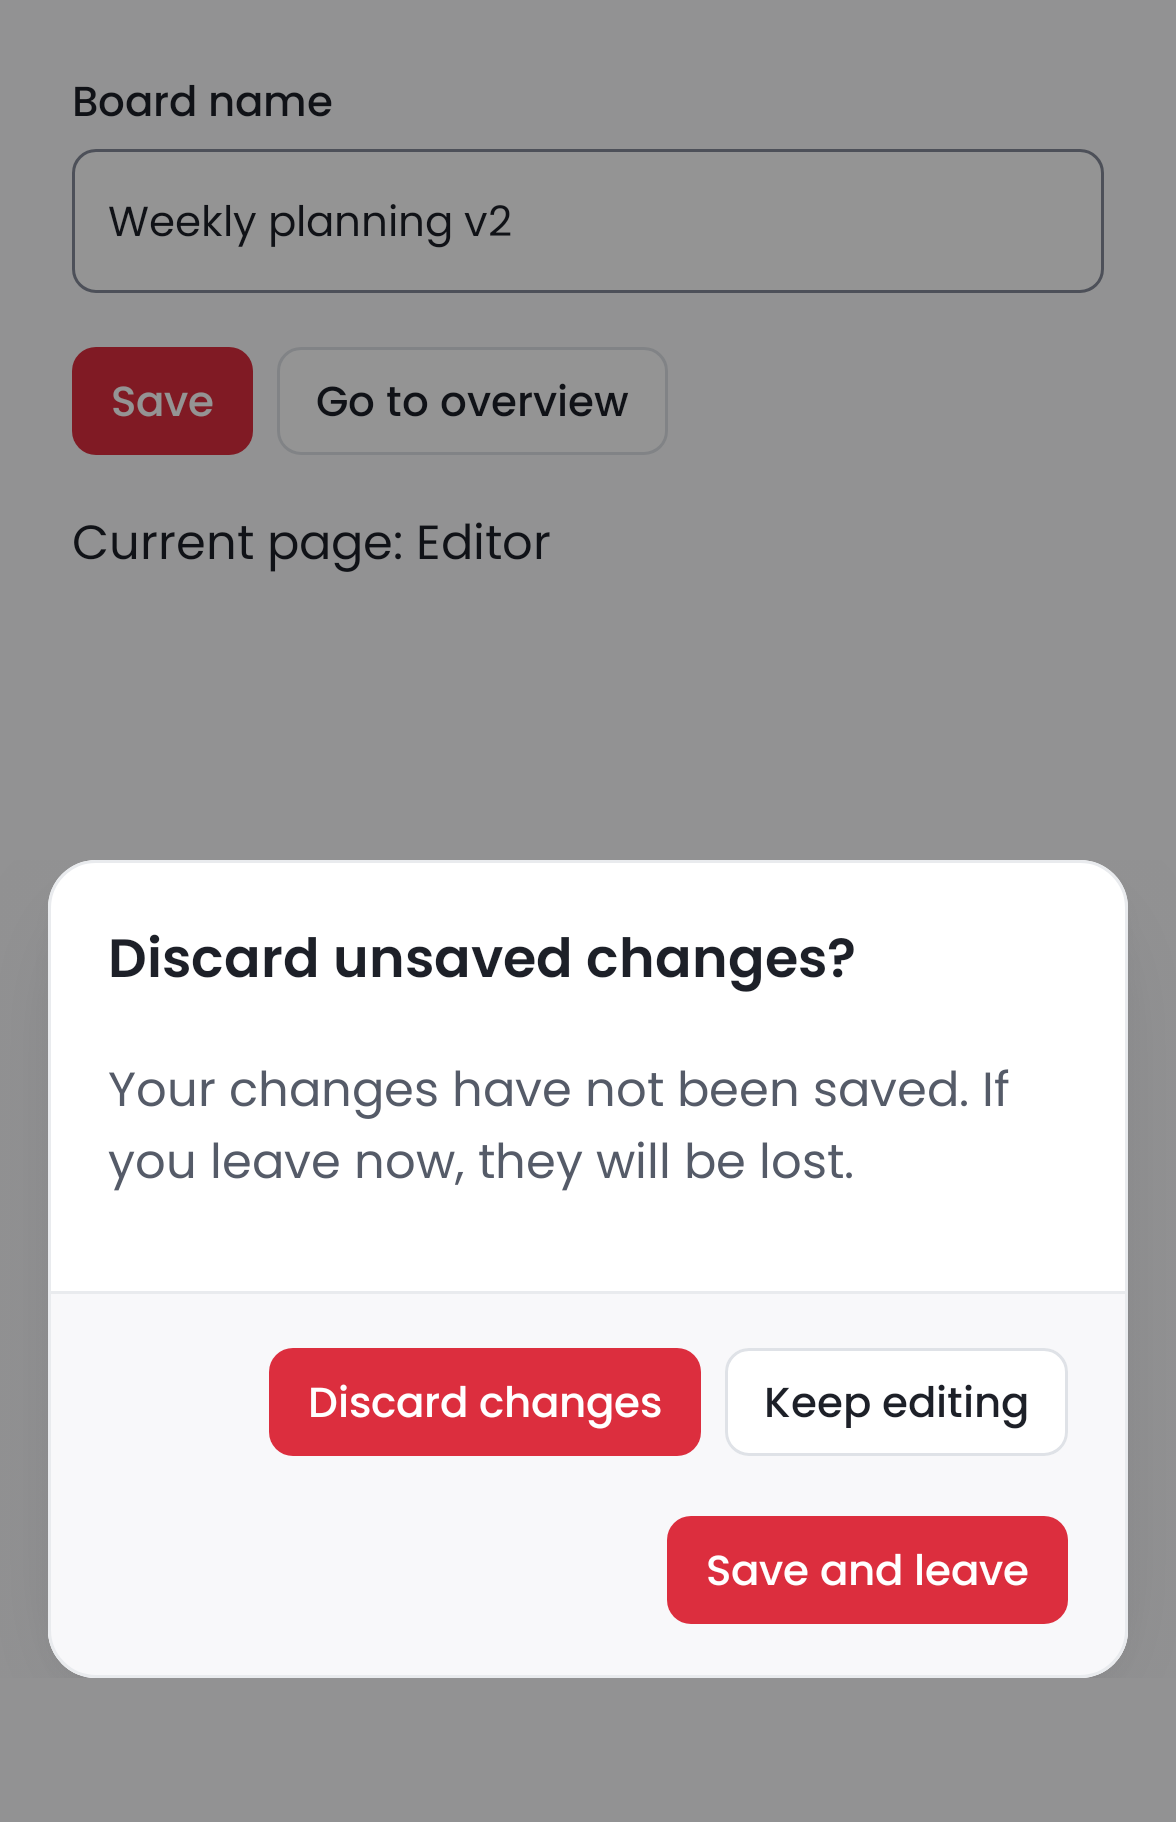 Board name
Weekly planning v2
Save
Go to overview
Current page: Editor
Discard unsaved changes?
Your changes have not been saved. If
you leave now, they will be lost.
Discard changes
Keep editing
Save and leave